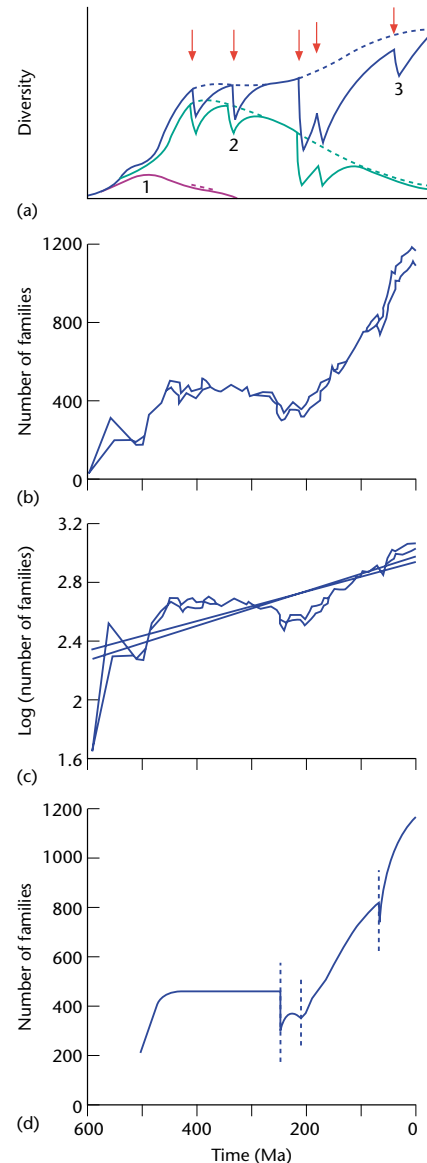 Diversity
1
2
3
(a)
1200
800
400
0
Number of families
(b)
3.2
2.8
2.4
2
1.6
Log (number of families)
(c)
1200
1000
800
600
400
200
0
Number of families
(d)
600
400
200
0
Time (Ma)